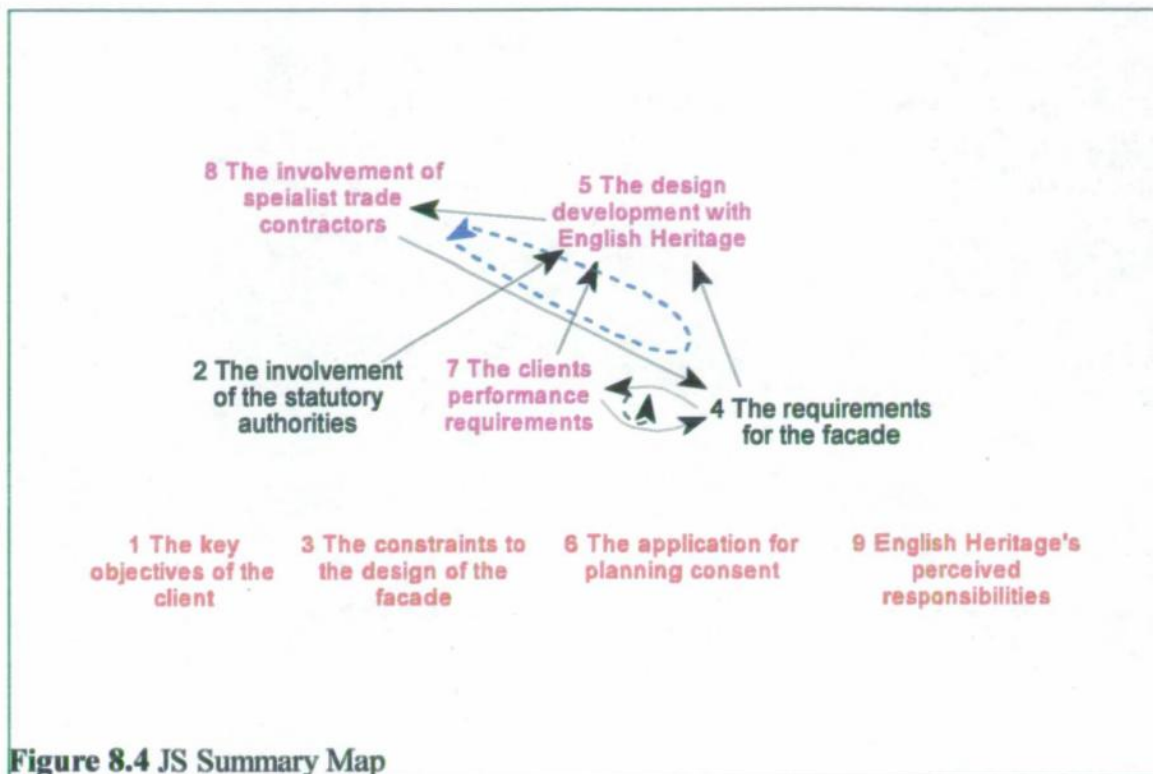 8 The involvement of
speialist trade
contractors
5 The design
development with
English Heritage
2 The involvement
of the statutory
authorities
7 The clients
performance
requirements
4 The requirements
for the facade
1 The key
objectives of the
client
3 The constraints to
the design of the
facade
6 The application for
planning consent
9 English Heritage's
perceived
responsibilities
Figure 8.4 JS Summary Map